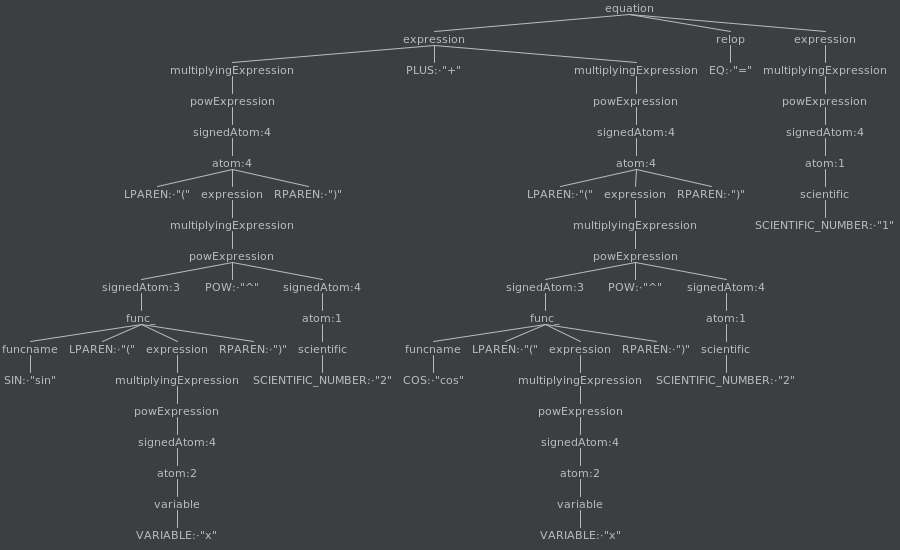 equation
expression relop expression
multiplyingExpression PLUS:·"+" multiplyingExpression EQ:·"=" multiplyingExpression
powExpression powExpression powExpression
signedAtom:4 signedAtom:4 signedAtom:4
atom:4 atom:4 atom:1
LPAREN:·"(" expression RPAREN:·")" LPAREN:·"(" expression RPAREN:·")" scientific
multiplyingExpression multiplyingExpression SCIENTIFIC_NUMBER:·"1"
powExpression powExpression
signedAtom:3 POW:·"^" signedAtom:4 signedAtom:3 POW:·"^" signedAtom:4
func_ atom:1 func_ atom:1
funcname LPAREN:·"(" expression RPAREN:·")" scientific funcname LPAREN:·"(" expression RPAREN:·")" scientific
SIN:·"sin" multiplyingExpression SCIENTIFIC_NUMBER:·"2" COS:·"cos" multiplyingExpression SCIENTIFIC_NUMBER:·"2"
powExpression powExpression
signedAtom:4 signedAtom:4
atom:2 atom:2
variable variable
VARIABLE:·"x" VARIABLE:·"x"